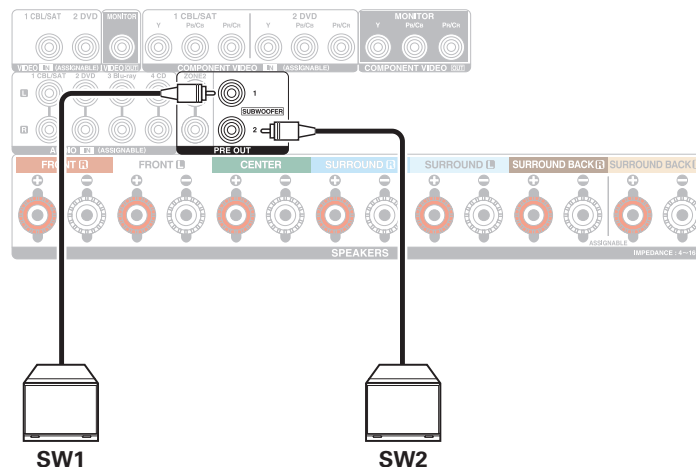 1 CBL/SAT 2 DVD MONITOR 1 CBL/SAT 2 DVD MONITOR
Y PB/CB PR/CR Y PB/CB PR/CR Y PB/CB PR/CR
VIDEO IN (ASSIGNABLE) VIDEO OUT COMPONENT VIDEO IN (ASSIGNABLE) COMPONENT VIDEO OUT
1 CBL/SAT 2 DVD 3 Blu-ray 4 CD ZONE2
L 1
SUBWOOFER
R 2
AUDIO IN (ASSIGNABLE) PRE OUT
FRONT R FRONT L CENTER SURROUND R SURROUND L SURROUND BACK R SURROUND BACK
ASSIGNABLE
SPEAKERS IMPEDANCE : 4~16
SW1 SW2